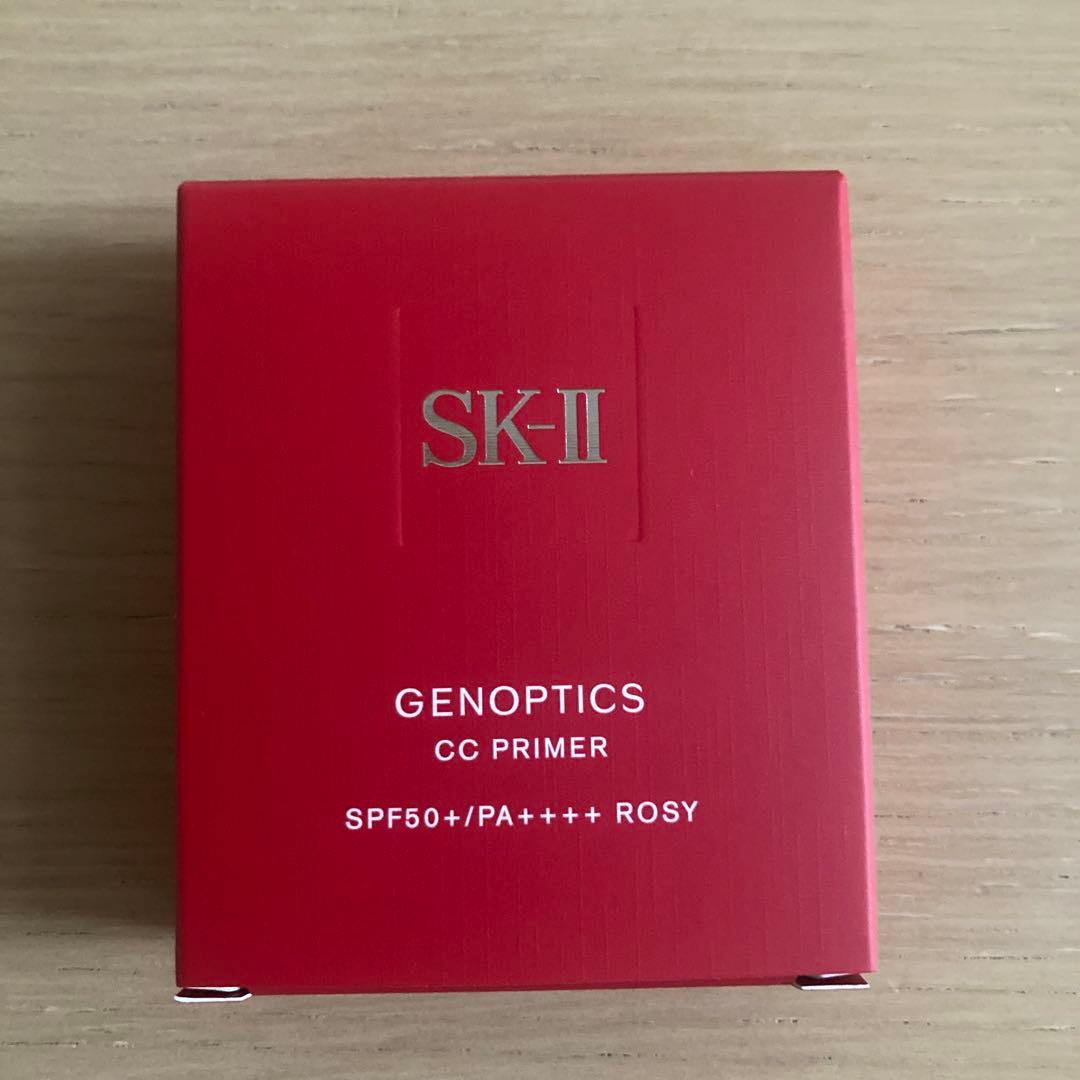 SK-II
GENOPTICS
CC PRIMER
SPF50+/PA++++ ROSY